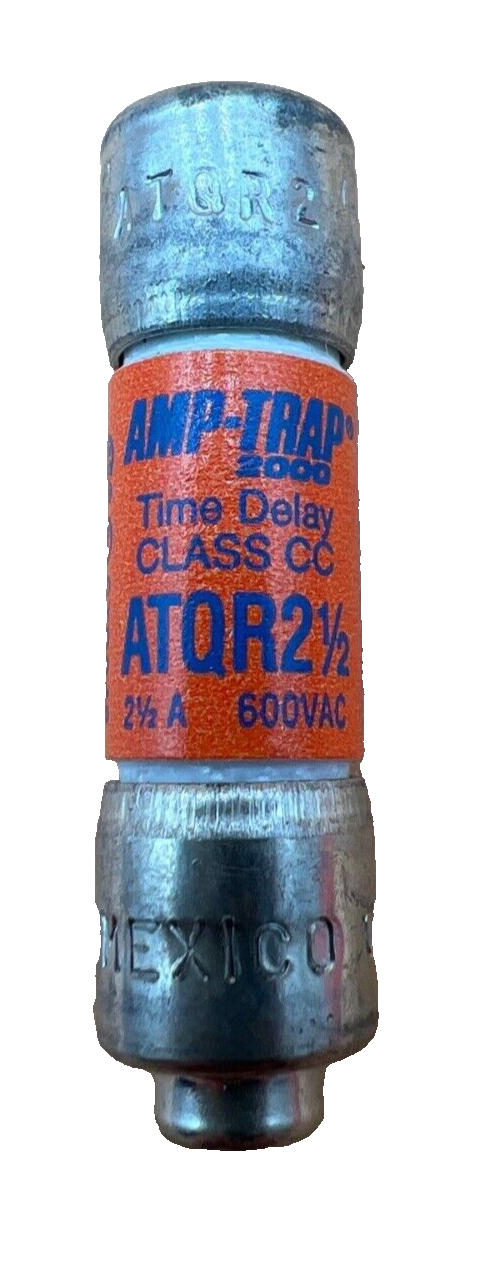 ATQR2
AMP-TRAP®
2000
Time Delay
CLASS CC
ATQR2½
2½ A 600VAC
MEXICO